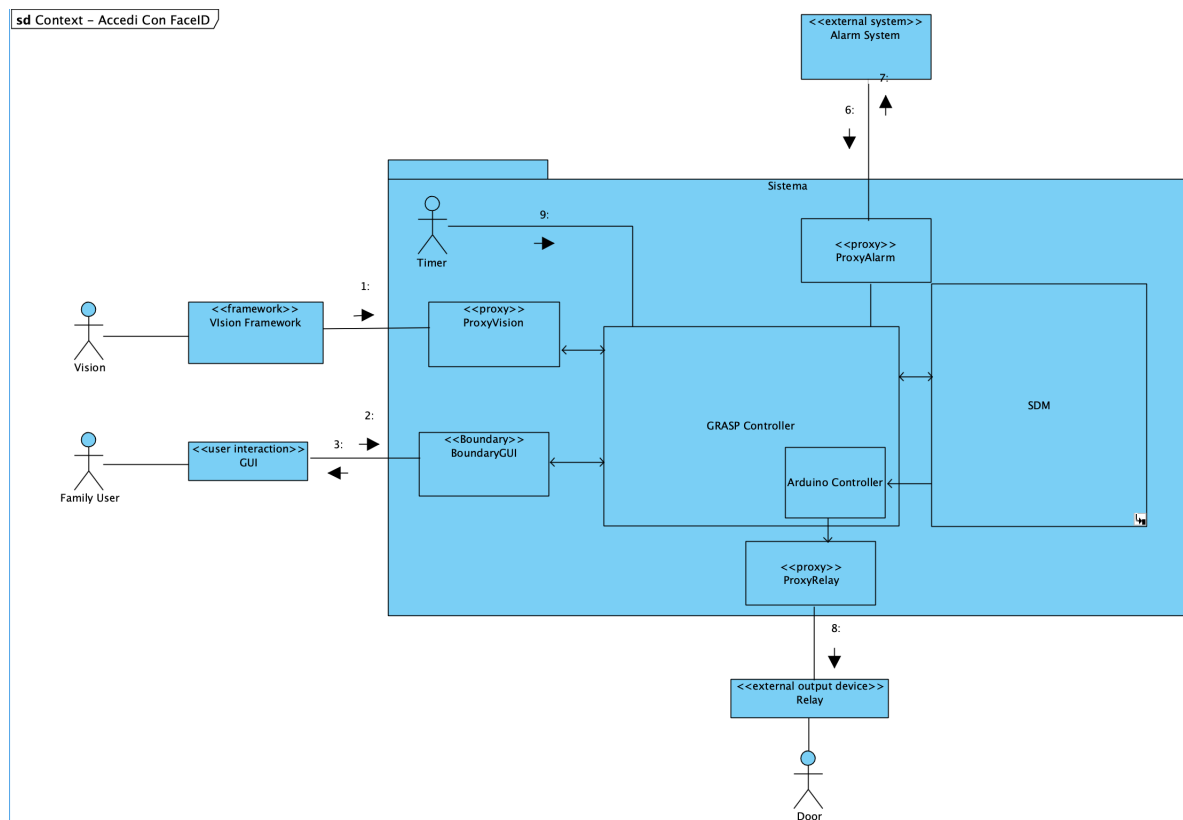 sd Context – Accedi Con FaceID
<<external system>>
Alarm System
7:
6:
Sistema
9:
Timer
<<proxy>>
ProxyAlarm
1:
<<framework>>
VIsion Framework
<<proxy>>
ProxyVision
Vision
2:
3:
<<user interaction>>
GUI
<<Boundary>>
BoundaryGUI
Family User
GRASP Controller
SDM
Arduino Controller
<<proxy>>
ProxyRelay
8:
<<external output device>>
Relay
Door